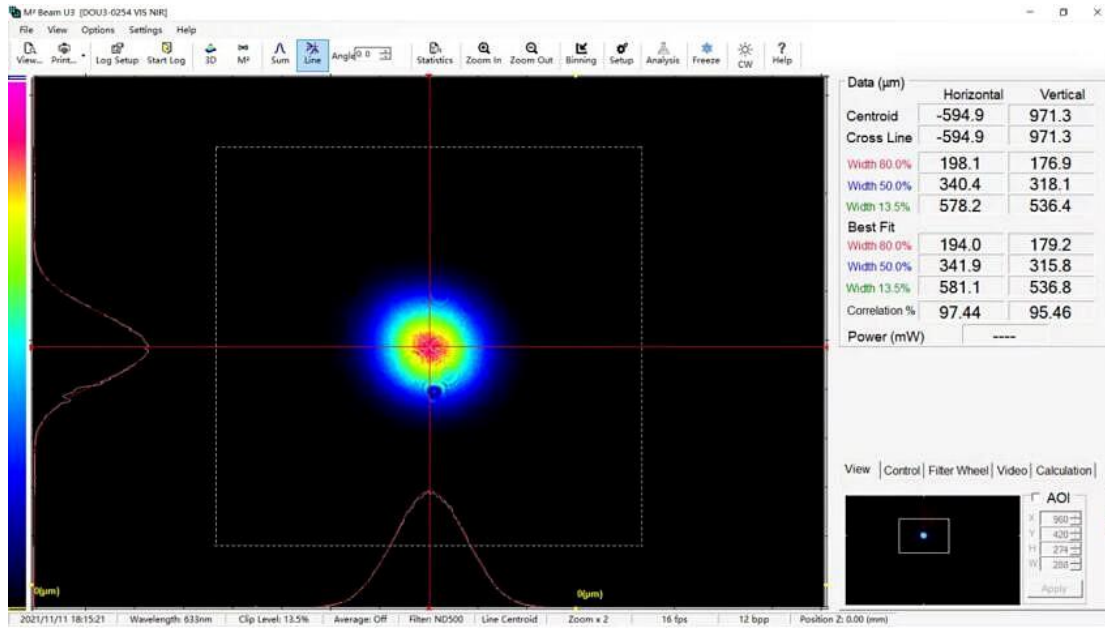 M² Beam U3 [DOU3-0254 VIS NIR]
File View Options Settings Help
View... Print... Log Setup Start Log 3D M² Sum Line Angle 0.0 Statistics Zoom In Zoom Out Binning Setup Analysis Freeze CW Help
Data (µm)
Horizontal Vertical
Centroid -594.9 971.3
Cross Line -594.9 971.3
Width 80.0% 198.1 176.9
Width 50.0% 340.4 318.1
Width 13.5% 578.2 536.4
Best Fit
Width 80.0% 194.0 179.2
Width 50.0% 341.9 315.8
Width 13.5% 581.1 536.8
Correlation % 97.44 95.46
Power (mW) ----
View Control Filter Wheel Video Calculation
AOI
X 960
Y 420
H 274
W 288
Apply
0(µm) 0(µm)
2021/11/11 18:15:21 Wavelength: 633nm Clip Level: 13.5% Average: Off Filter: ND500 Line Centroid Zoom x 2 16 fps 12 bpp Position Z: 0.00 (mm)